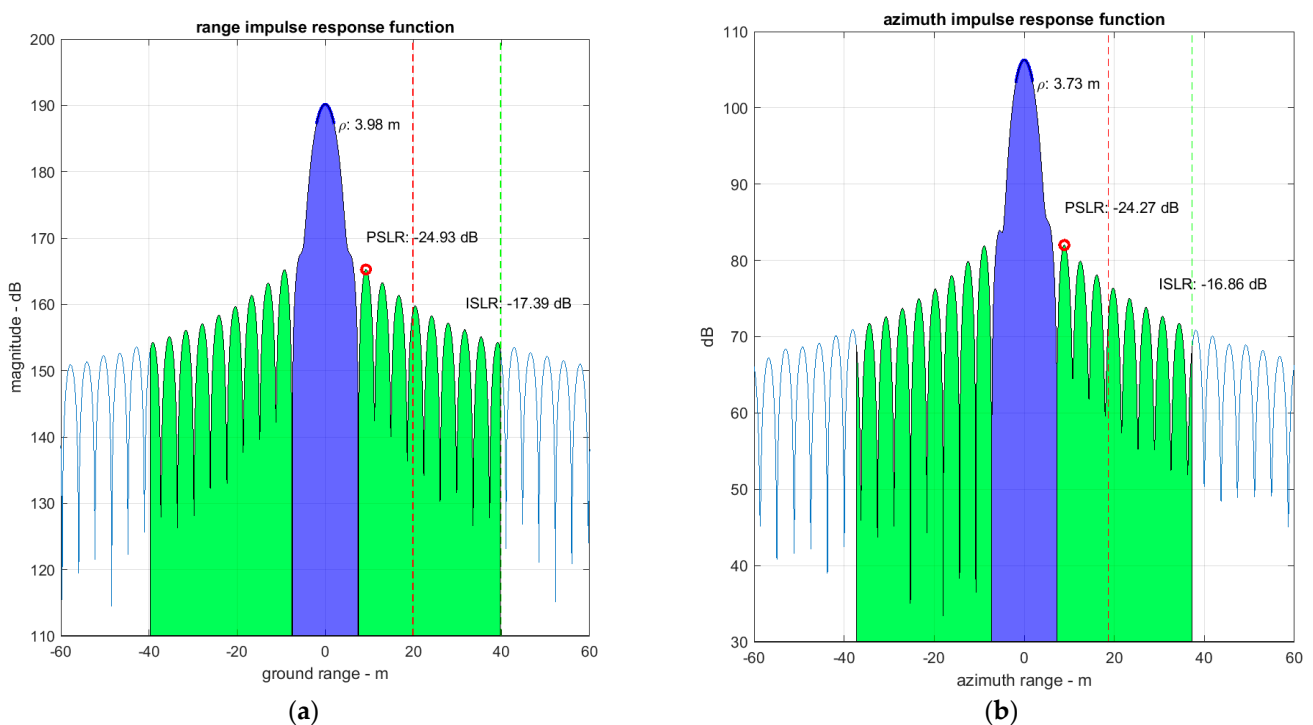 range impulse response function
200
190
180
170
160
150
140
130
120
110
magnitude - dB
ρ: 3.98 m
PSLR: -24.93 dB
ISLR: -17.39 dB
-60
-40
-20
0
20
40
60
ground range - m
(a)
azimuth impulse response function
110
100
90
80
70
60
50
40
30
dB
ρ: 3.73 m
PSLR: -24.27 dB
ISLR: -16.86 dB
-60
-40
-20
0
20
40
60
azimuth range - m
(b)